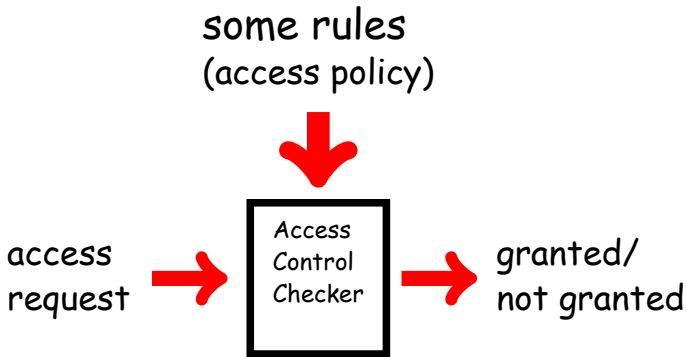 some rules
(access policy)
access
request
Access
Control
Checker
granted/
not granted